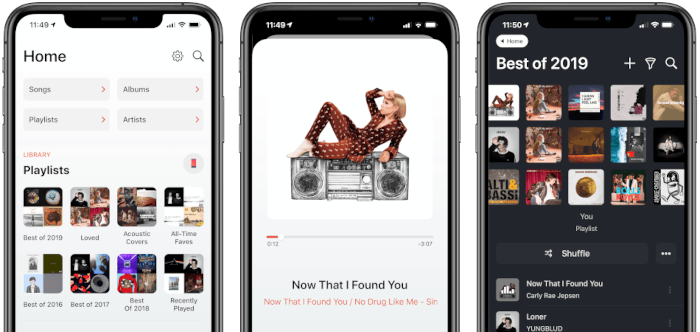 11:49
Home
Songs
Albums
Playlists
Artists
LIBRARY
Playlists
Best of 2019
Loved
Acoustic
Covers
All-Time
Faves
Best of 2016
Best of 2017
Best
Of 2018
Recently
Played
11:49
0:12
-3:07
Now That I Found You
Now That I Found You / No Drug Like Me – Sin
11:50
Home
Best of 2019
You
Playlist
Shuffle
Now That I Found You
Carly Rae Jepsen
Loner
YUNGBLUD